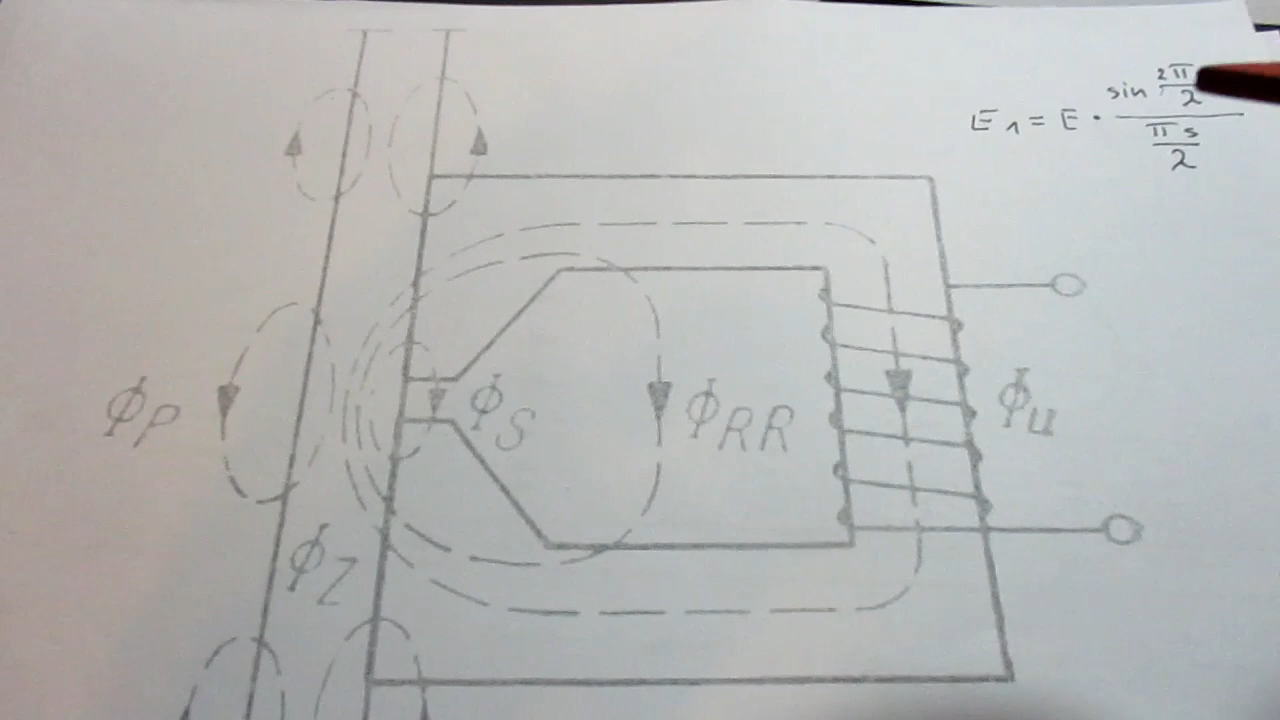 E₁ = E · sin 2π/2 / πs/2
ϕP
ϕS
ϕRR
ϕu
ϕZ